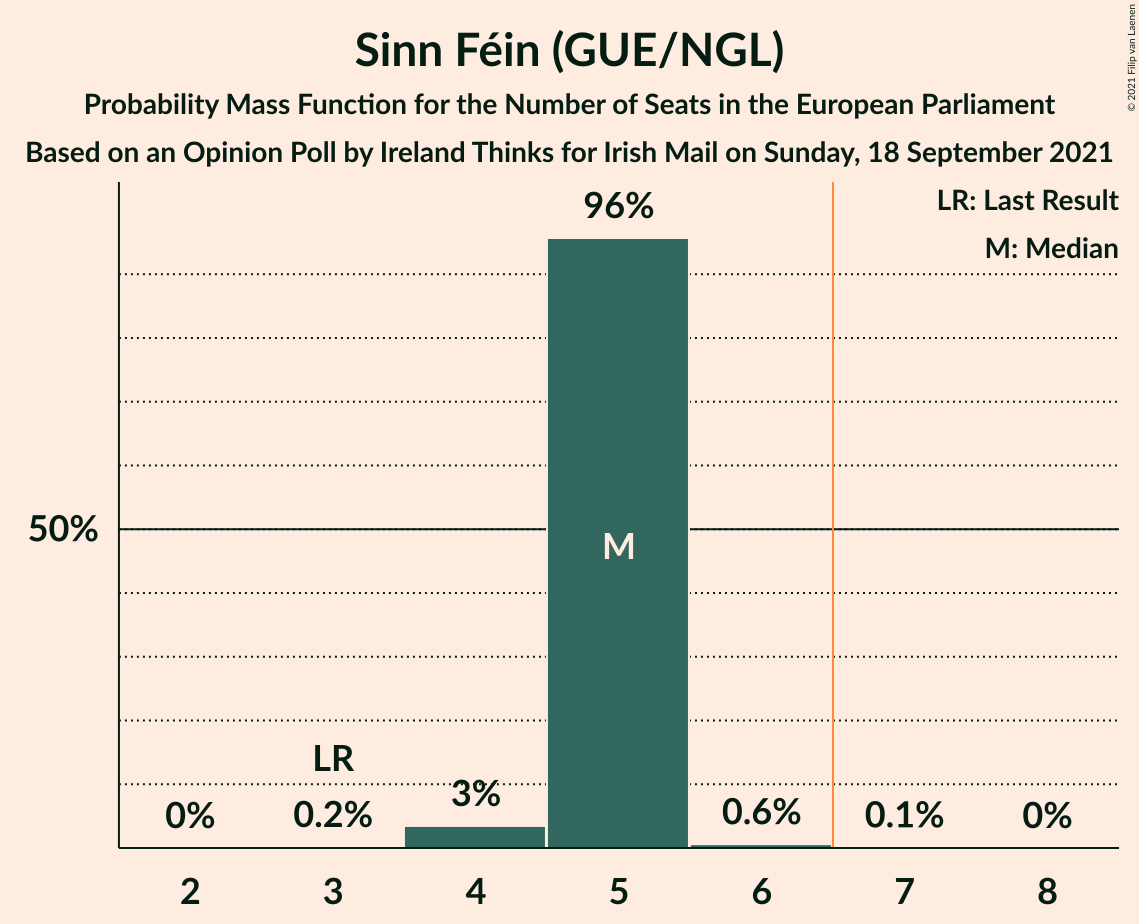 Sinn Féin (GUE/NGL)
Probability Mass Function for the Number of Seats in the European Parliament
Based on an Opinion Poll by Ireland Thinks for Irish Mail on Sunday, 18 September 2021
© 2021 Filip van Laenen
LR: Last Result
M: Median
96%
50%
M
LR
0%
0.2%
3%
0.6%
0.1%
0%
2
3
4
5
6
7
8